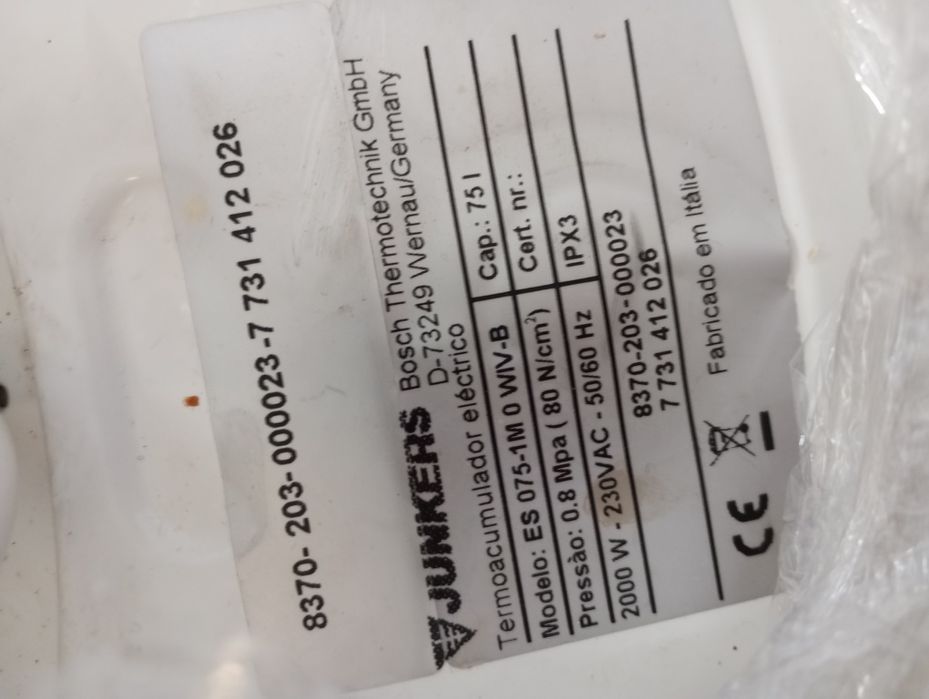 8370- 203- 000023-7 731 412 026
JUNKERS
Bosch Thermotechnik GmbH
D-73249 Wernau/Germany
Termoacumulador eléctrico
Modelo: ES 075-1M 0 WIV-B Cap.: 75 l
Pressào: 0.8 Mpa ( 80 N/cm²) Cert. nr.:
2000 W - 230VAC - 50/60 Hz IPX3
8370-203-000023
7 731 412 026
CE Fabricado em Itália